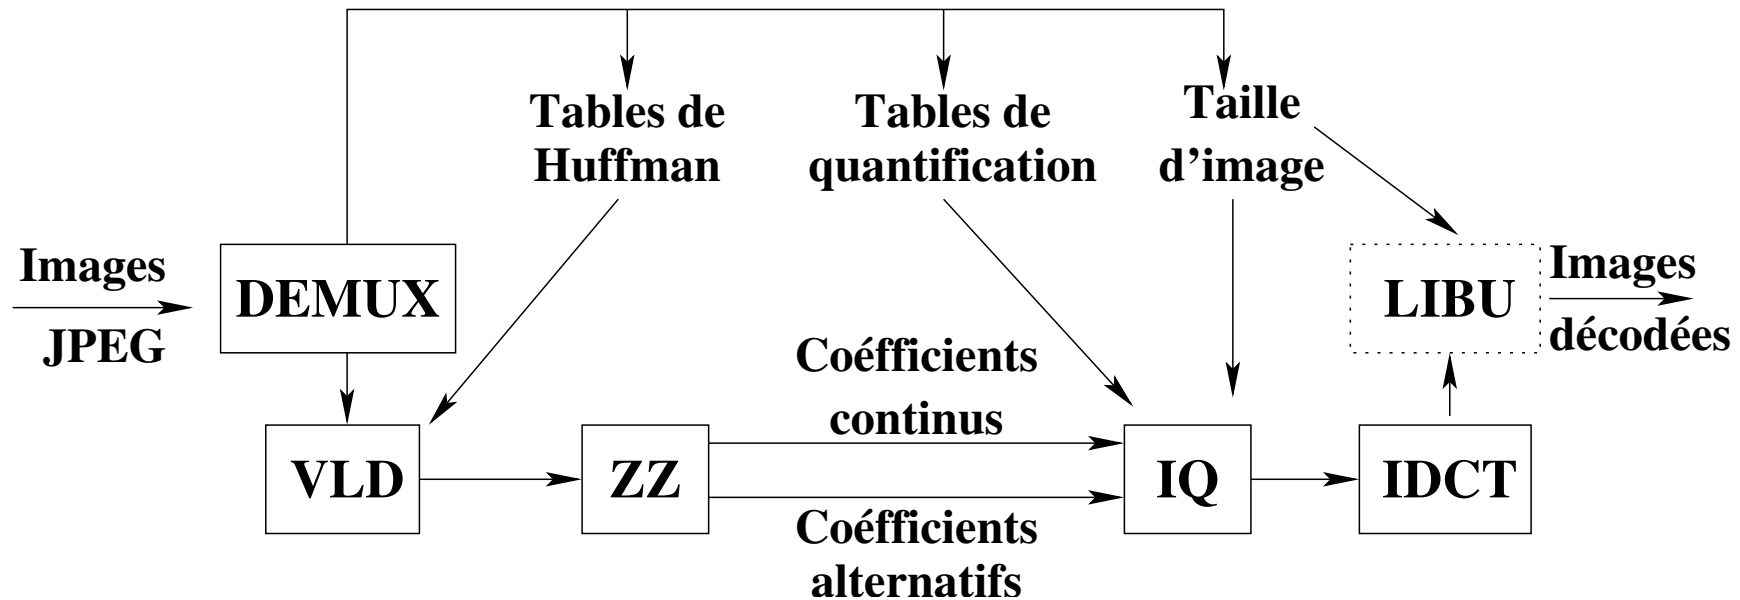 Tables de
Huffman
Tables de
quantification
Taille
d'image
Images
JPEG
DEMUX
LIBU
Images
décodées
Coéfficients
continus
VLD
ZZ
IQ
IDCT
Coéfficients
alternatifs